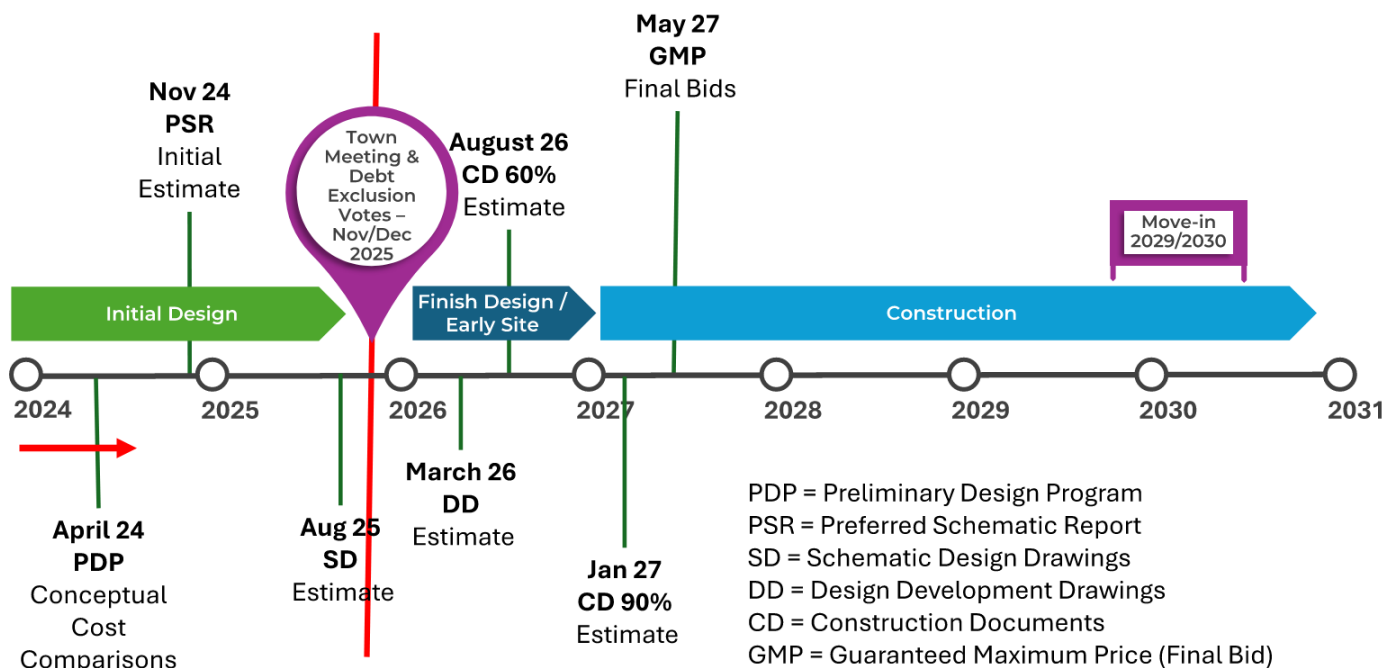 May 27
GMP
Final Bids
Nov 24
PSR
Initial
Estimate
Town
Meeting &
Debt
Exclusion
Votes –
Nov/Dec
2025
August 26
CD 60%
Estimate
Move-in
2029/2030
Initial Design
Finish Design /
Early Site
Construction
2024
2025
2026
2027
2028
2029
2030
2031
April 24
PDP
Conceptual
Cost
Comparisons
Aug 25
SD
Estimate
March 26
DD
Estimate
Jan 27
CD 90%
Estimate
PDP = Preliminary Design Program
PSR = Preferred Schematic Report
SD = Schematic Design Drawings
DD = Design Development Drawings
CD = Construction Documents
GMP = Guaranteed Maximum Price (Final Bid)